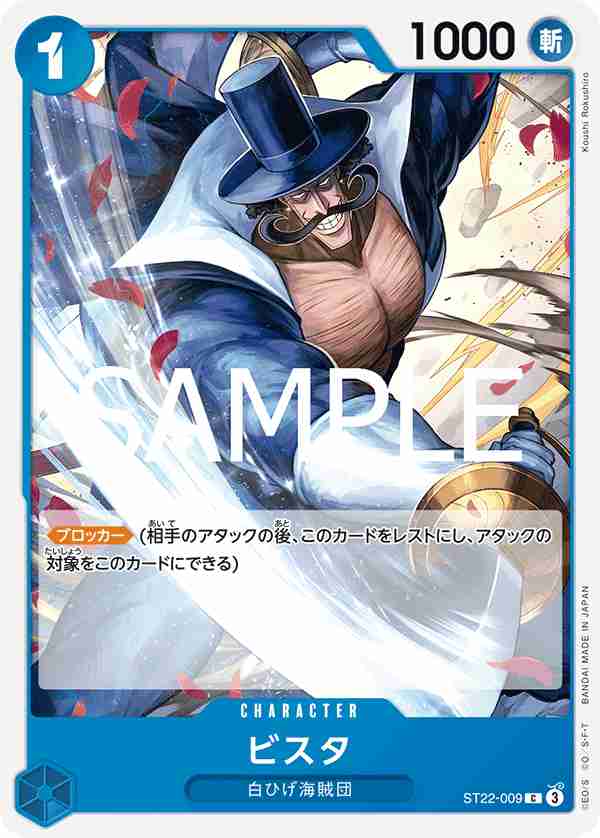 1
1000
斬
Koushi Rokushiro
SAMPLE
ブロッカー (相手のアタックの後、このカードをレストにし、アタックの
対象をこのカードにできる)
CHARACTER
ビスタ
白ひげ海賊団
ST22-009 C 3
©E.O/S ©O./S・F・T BANDAI MADE IN JAPAN